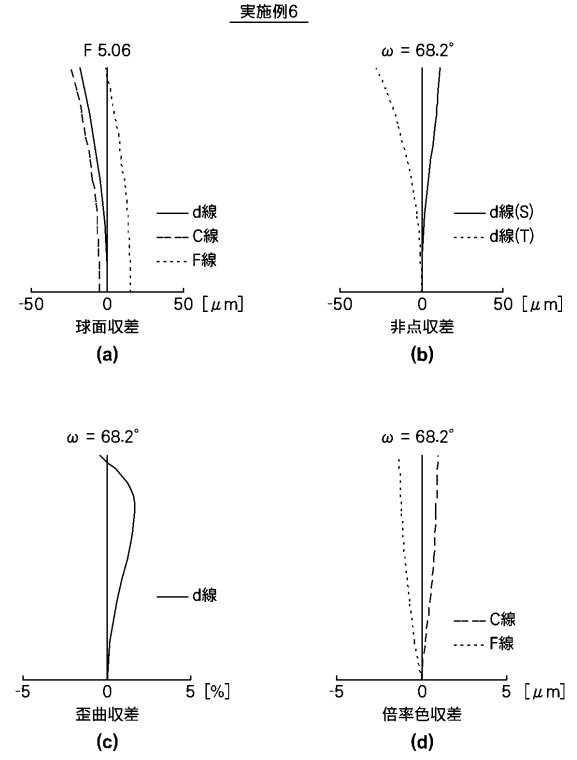 実施例6
F 5.06
d線
C線
F線
-50 0 50 [μm]
球面収差
(a)
ω = 68.2°
d線(S)
d線(T)
-50 0 50 [μm]
非点収差
(b)
ω = 68.2°
d線
-5 0 5 [%]
歪曲収差
(c)
ω = 68.2°
C線
F線
-5 0 5 [μm]
倍率色収差
(d)